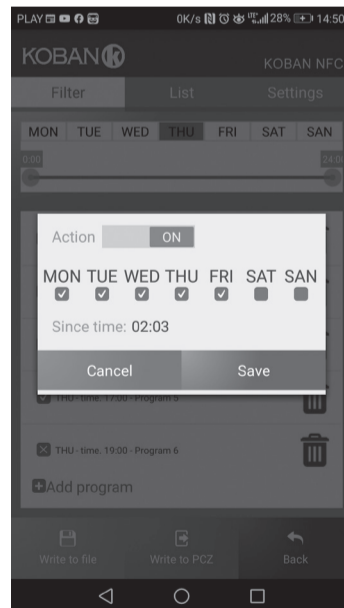 PLAY 0K/s LTE 28% 14:50
KOBAN k
KOBAN NFC
Filter List Settings
MON TUE WED THU FRI SAT SAN
0:00 24:00
Action ON
MON TUE WED THU FRI SAT SAN
Since time: 02:03
Cancel Save
THU - time. 17:00 - Program 5
THU - time. 19:00 - Program 6
Add program
Write to file Write to PCZ Back